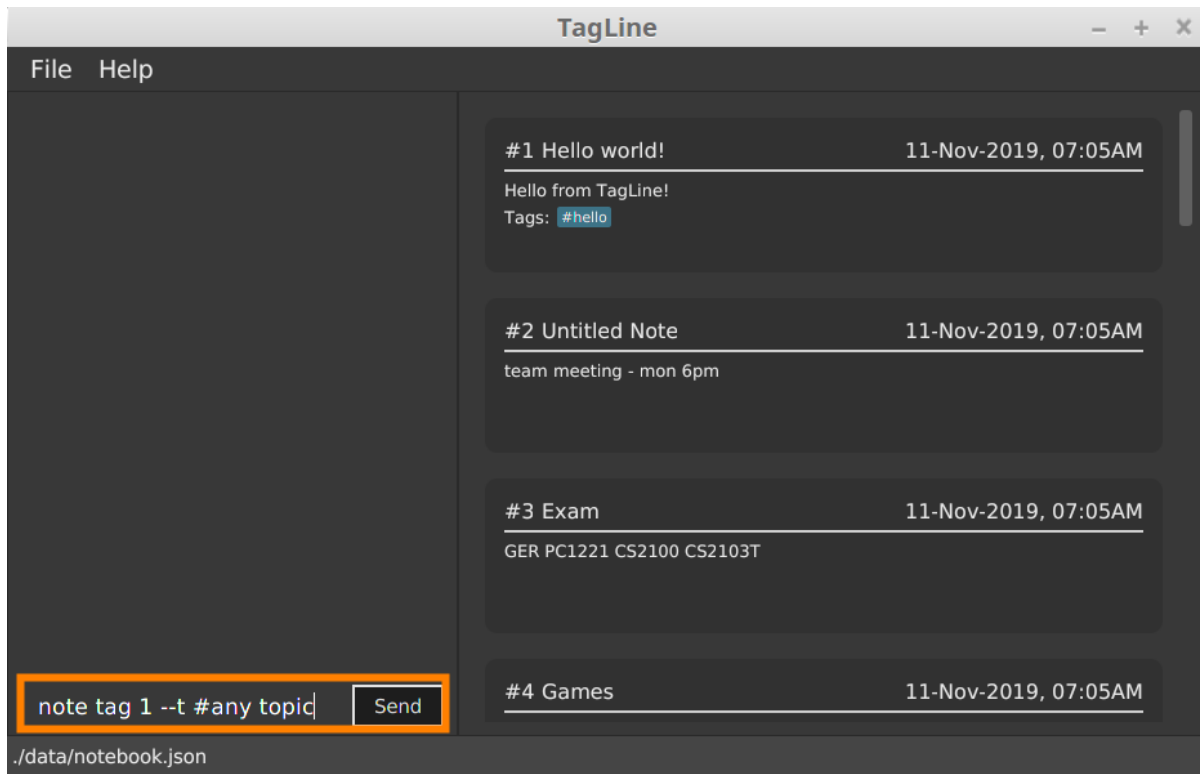 TagLine
File Help
#1 Hello world! 11-Nov-2019, 07:05AM
Hello from TagLine!
Tags: #hello
#2 Untitled Note 11-Nov-2019, 07:05AM
team meeting - mon 6pm
#3 Exam 11-Nov-2019, 07:05AM
GER PC1221 CS2100 CS2103T
#4 Games 11-Nov-2019, 07:05AM
note tag 1 --t #any topic Send
./data/notebook.json